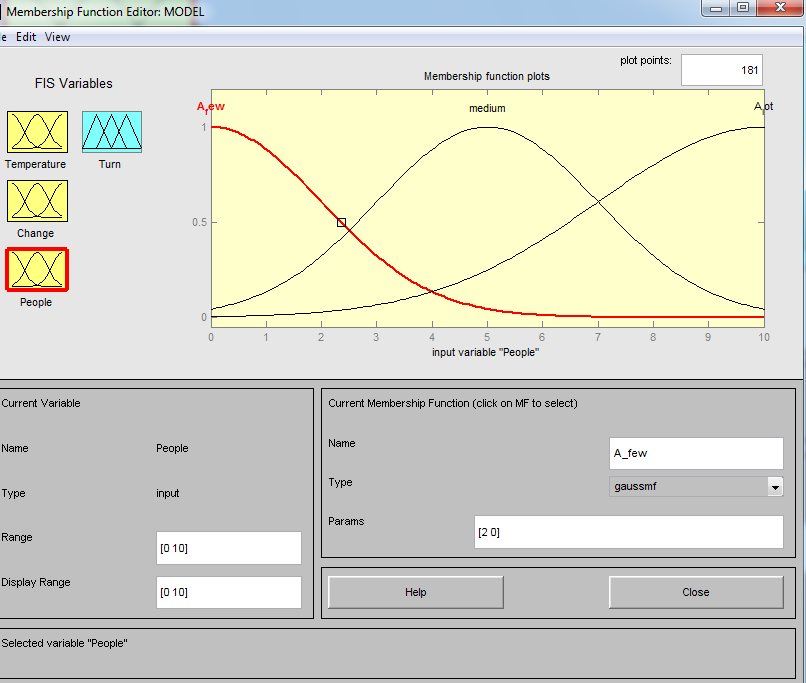 Membership Function Editor: MODEL
e Edit View
FIS Variables
Temperature
Turn
Change
People
plot points:
181
Membership function plots
medium
1
0.5
0
0 1 2 3 4 5 6 7 8 9 10
input variable "People"
Current Variable
Name People
Type input
Range [0 10]
Display Range [0 10]
Current Membership Function (click on MF to select)
Name A_few
Type gaussmf
Params [2 0]
Help
Close
Selected variable "People"